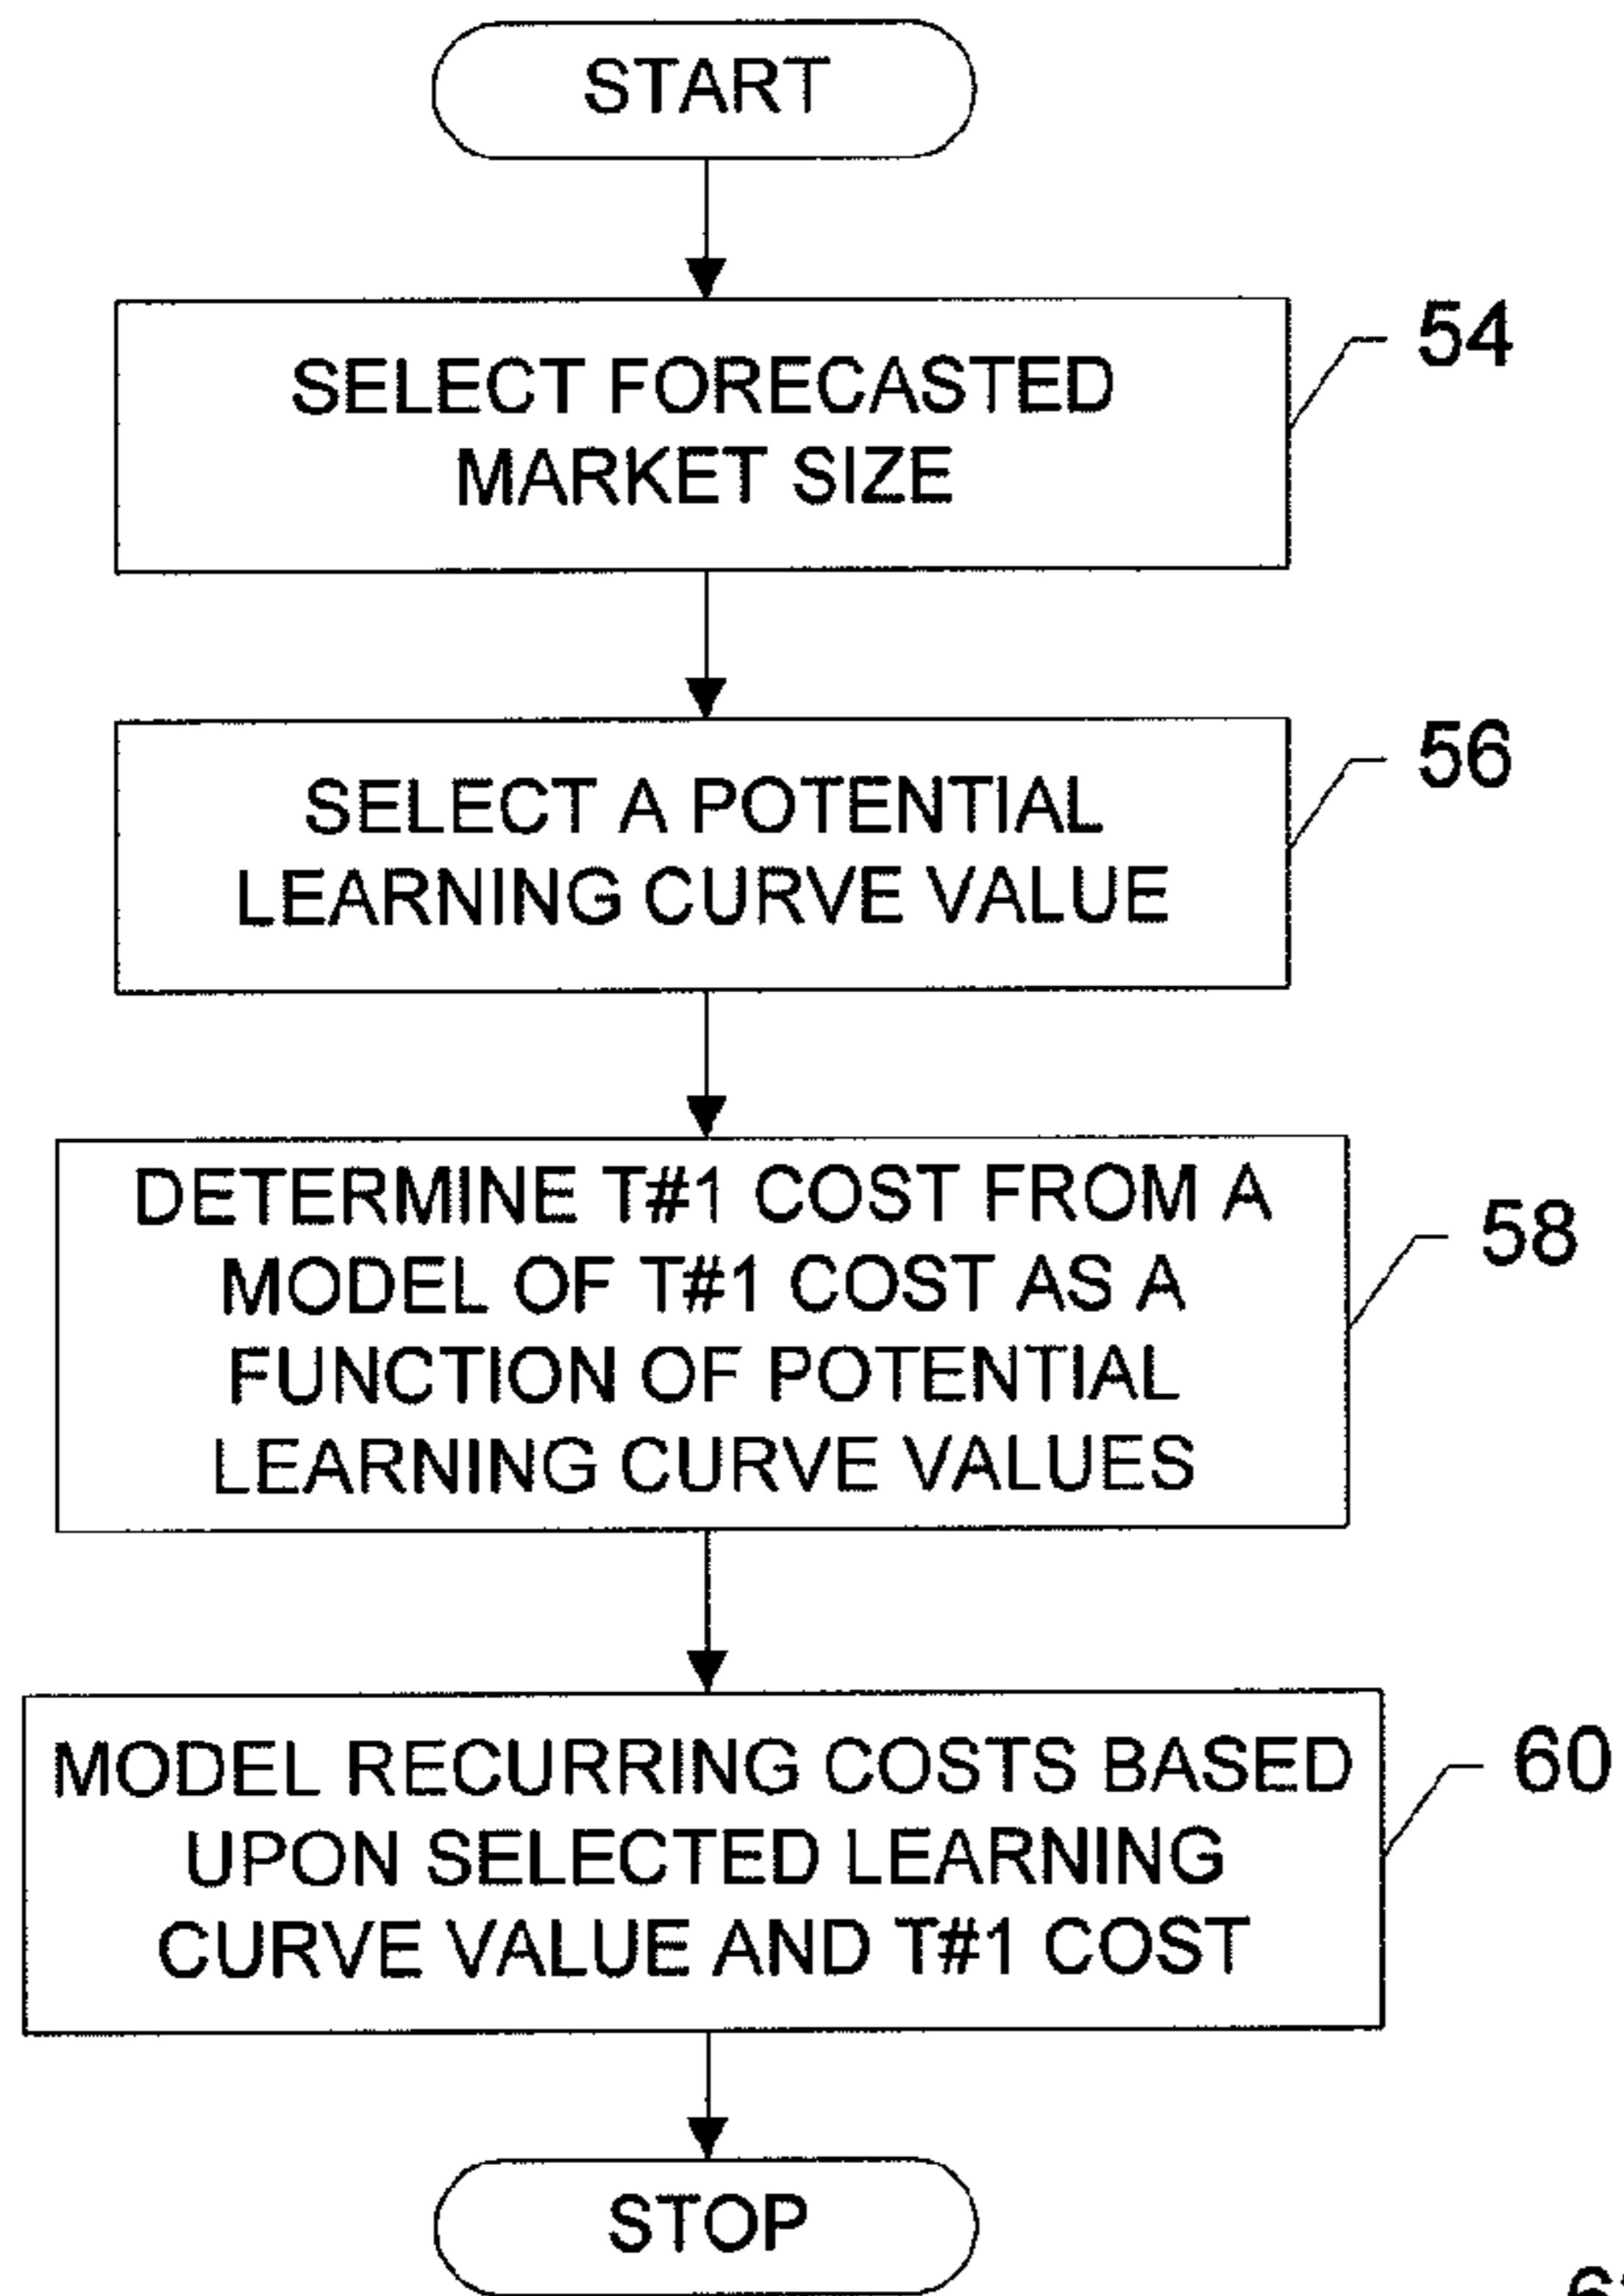 START
SELECT FORECASTED
MARKET SIZE
54
SELECT A POTENTIAL
LEARNING CURVE VALUE
56
DETERMINE T#1 COST FROM A
MODEL OF T#1 COST AS A
FUNCTION OF POTENTIAL
LEARNING CURVE VALUES
58
MODEL RECURRING COSTS BASED
UPON SELECTED LEARNING
CURVE VALUE AND T#1 COST
60
STOP